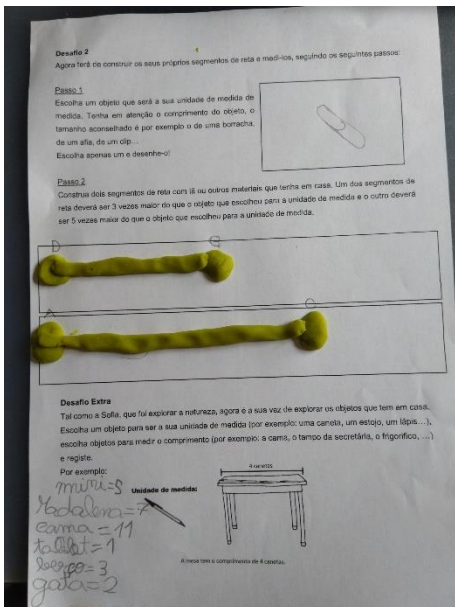 Desafio 2
Agora terá de construir os seus próprios segmentos de reta e medi-los, seguindo os seguintes passos:
Passo 1
Escolha um objeto que será a sua unidade de medida de
medida. Tenha em atenção o comprimento do objeto, o
tamanho aconselhado é por exemplo o de uma borracha,
de um afia, de um clip...
Escolha apenas um e desenhe-o!
Passo 2
Construa dois segmentos de reta com lã ou outros materiais que tenha em casa. Um dos segmentos de
reta deverá ser 3 vezes maior do que o objeto que escolheu para a unidade de medida e o outro deverá
ser 5 vezes maior do que o objeto que escolheu para a unidade de medida.
D
A
Desafio Extra
Tal como a Sofia, que foi explorar a natureza, agora é a sua vez de explorar os objetos que tem em casa.
Escolha um objeto para ser a sua unidade de medida (por exemplo: uma caneta, um estojo, um lápis...),
escolha objetos para medir o comprimento (por exemplo: a cama, o tampo da secretária, o frigorífico, ...)
e registe.
Por exemplo:
4 canetas
mini=5
Unidade de medida:
Madalena=7
cama=11
=1
berço=3
gata=2
A mesa tem o comprimento de 4 canetas.